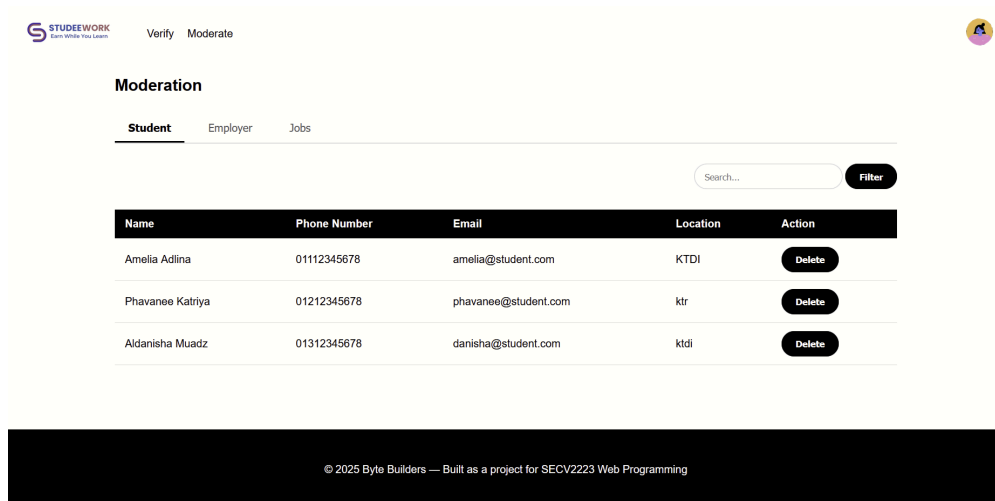 STUDEEWORK
Earn While You Learn
Verify Moderate
Moderation
Student Employer Jobs
Search... Filter
Name Phone Number Email Location Action
Amelia Adlina 01112345678 amelia@student.com KTDI Delete
Phavanee Katriya 01212345678 phavanee@student.com ktr Delete
Aldanisha Muadz 01312345678 danisha@student.com ktdi Delete
© 2025 Byte Builders — Built as a project for SECV2223 Web Programming